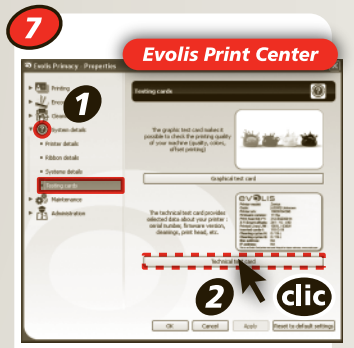 7
Evolis Print Center
Evolis Primacy : Properties
Printing
Testing cards
1
System details
Printer details
Ribbon details
Systeme details
Testing cards
Maintenance
Administration
The graphic test card makes it
possible to check the printing quality
of your machine (quality, colors,
offset printing)
Graphical test card
The technical test card provides
selected data about your printer :
serial number, firmware version,
cleanings, print head, etc.
evolis
Technical test card
2
clic
OK
Cancel
Apply
Reset to default settings